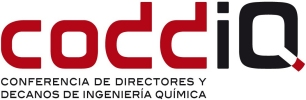 coddiQ
CONFERENCIA DE DIRECTORES Y
DECANOS DE INGENIERÍA QUÍMICA